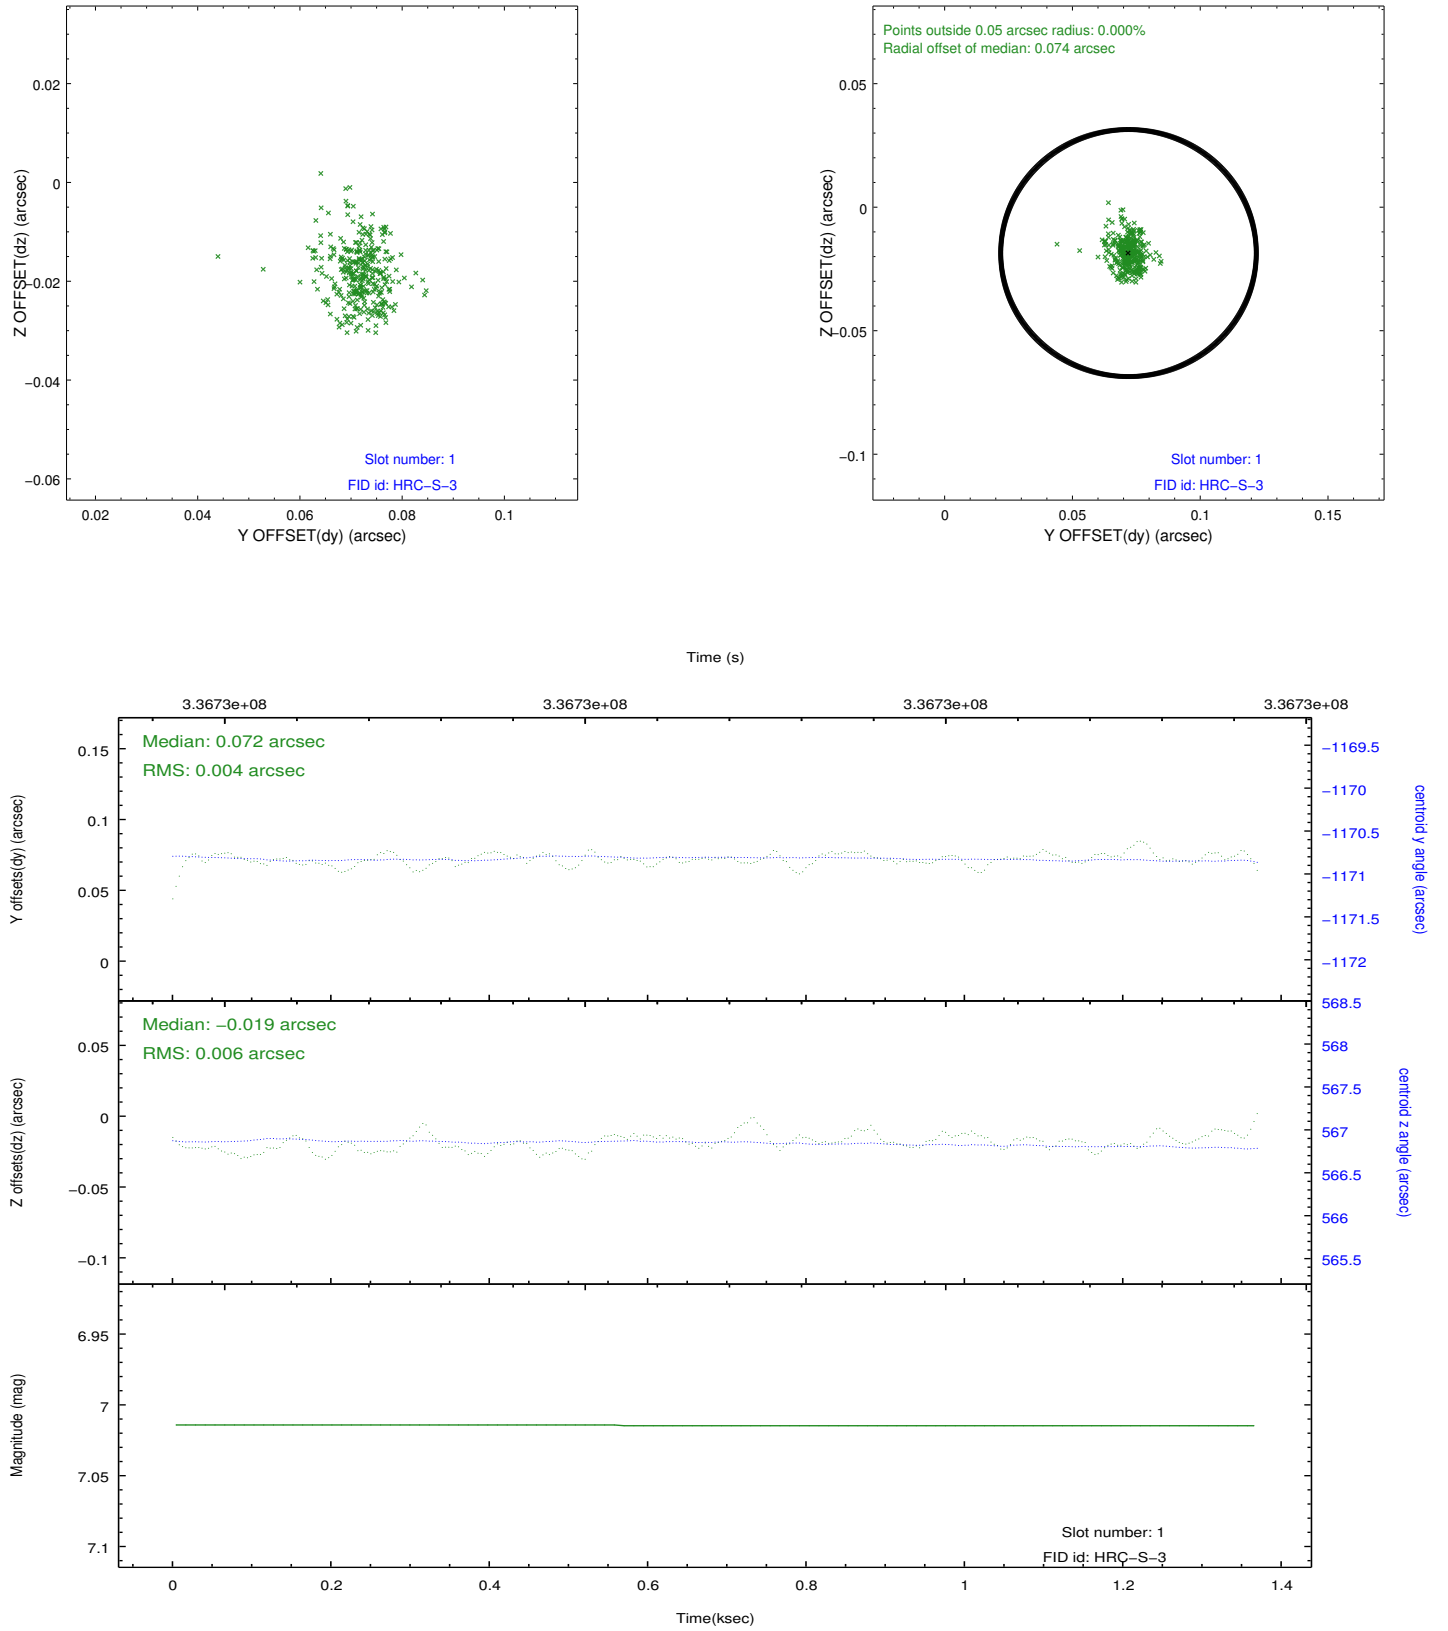 0.02
0
−0.02
−0.04
−0.06
Z OFFSET(dz) (arcsec)
Slot number: 1
FID id: HRC−S−3
0.02 0.04 0.06 0.08 0.1
Y OFFSET(dy) (arcsec)
Points outside 0.05 arcsec radius: 0.000%
Radial offset of median: 0.074 arcsec
0.05
0
−0.05
−0.1
Z OFFSET(dz) (arcsec)
Slot number: 1
FID id: HRC−S−3
0 0.05 0.1 0.15
Y OFFSET(dy) (arcsec)
Time (s)
3.3673e+08 3.3673e+08 3.3673e+08 3.3673e+08
Median: 0.072 arcsec
RMS: 0.004 arcsec
0.15
0.1
0.05
0
Y offsets(dy) (arcsec)
−1169.5
−1170
−1170.5
−1171
−1171.5
−1172
centroid y angle (arcsec)
Median: −0.019 arcsec
RMS: 0.006 arcsec
0.05
0
−0.05
−0.1
Z offsets(dz) (arcsec)
568.5
568
567.5
567
566.5
566
565.5
centroid z angle (arcsec)
6.95
7
7.05
7.1
Magnitude (mag)
Slot number: 1
FID id: HRC−S−3
0 0.2 0.4 0.6 0.8 1 1.2 1.4
Time(ksec)